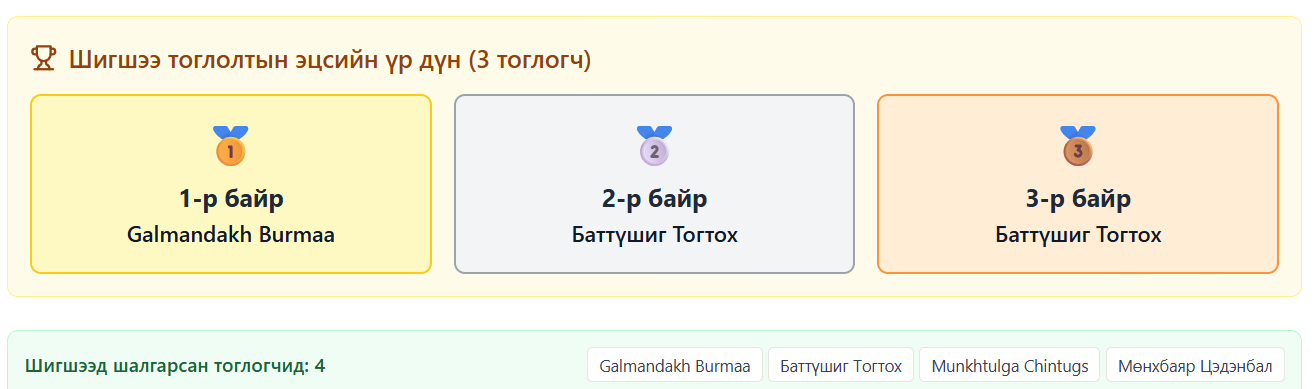 Шигшээ тоглолтын эцсийн үр дүн (3 тоглогч)
1
1-р байр
Galmandakh Burmaa
2
2-р байр
Баттүшиг Тогтох
3
3-р байр
Баттүшиг Тогтох
Шигшээд шалгарсан тоглогчид: 4
Galmandakh Burmaa
Баттүшиг Тогтох
Munkhtulga Chintugs
Мөнхбаяр Цэдэнбал